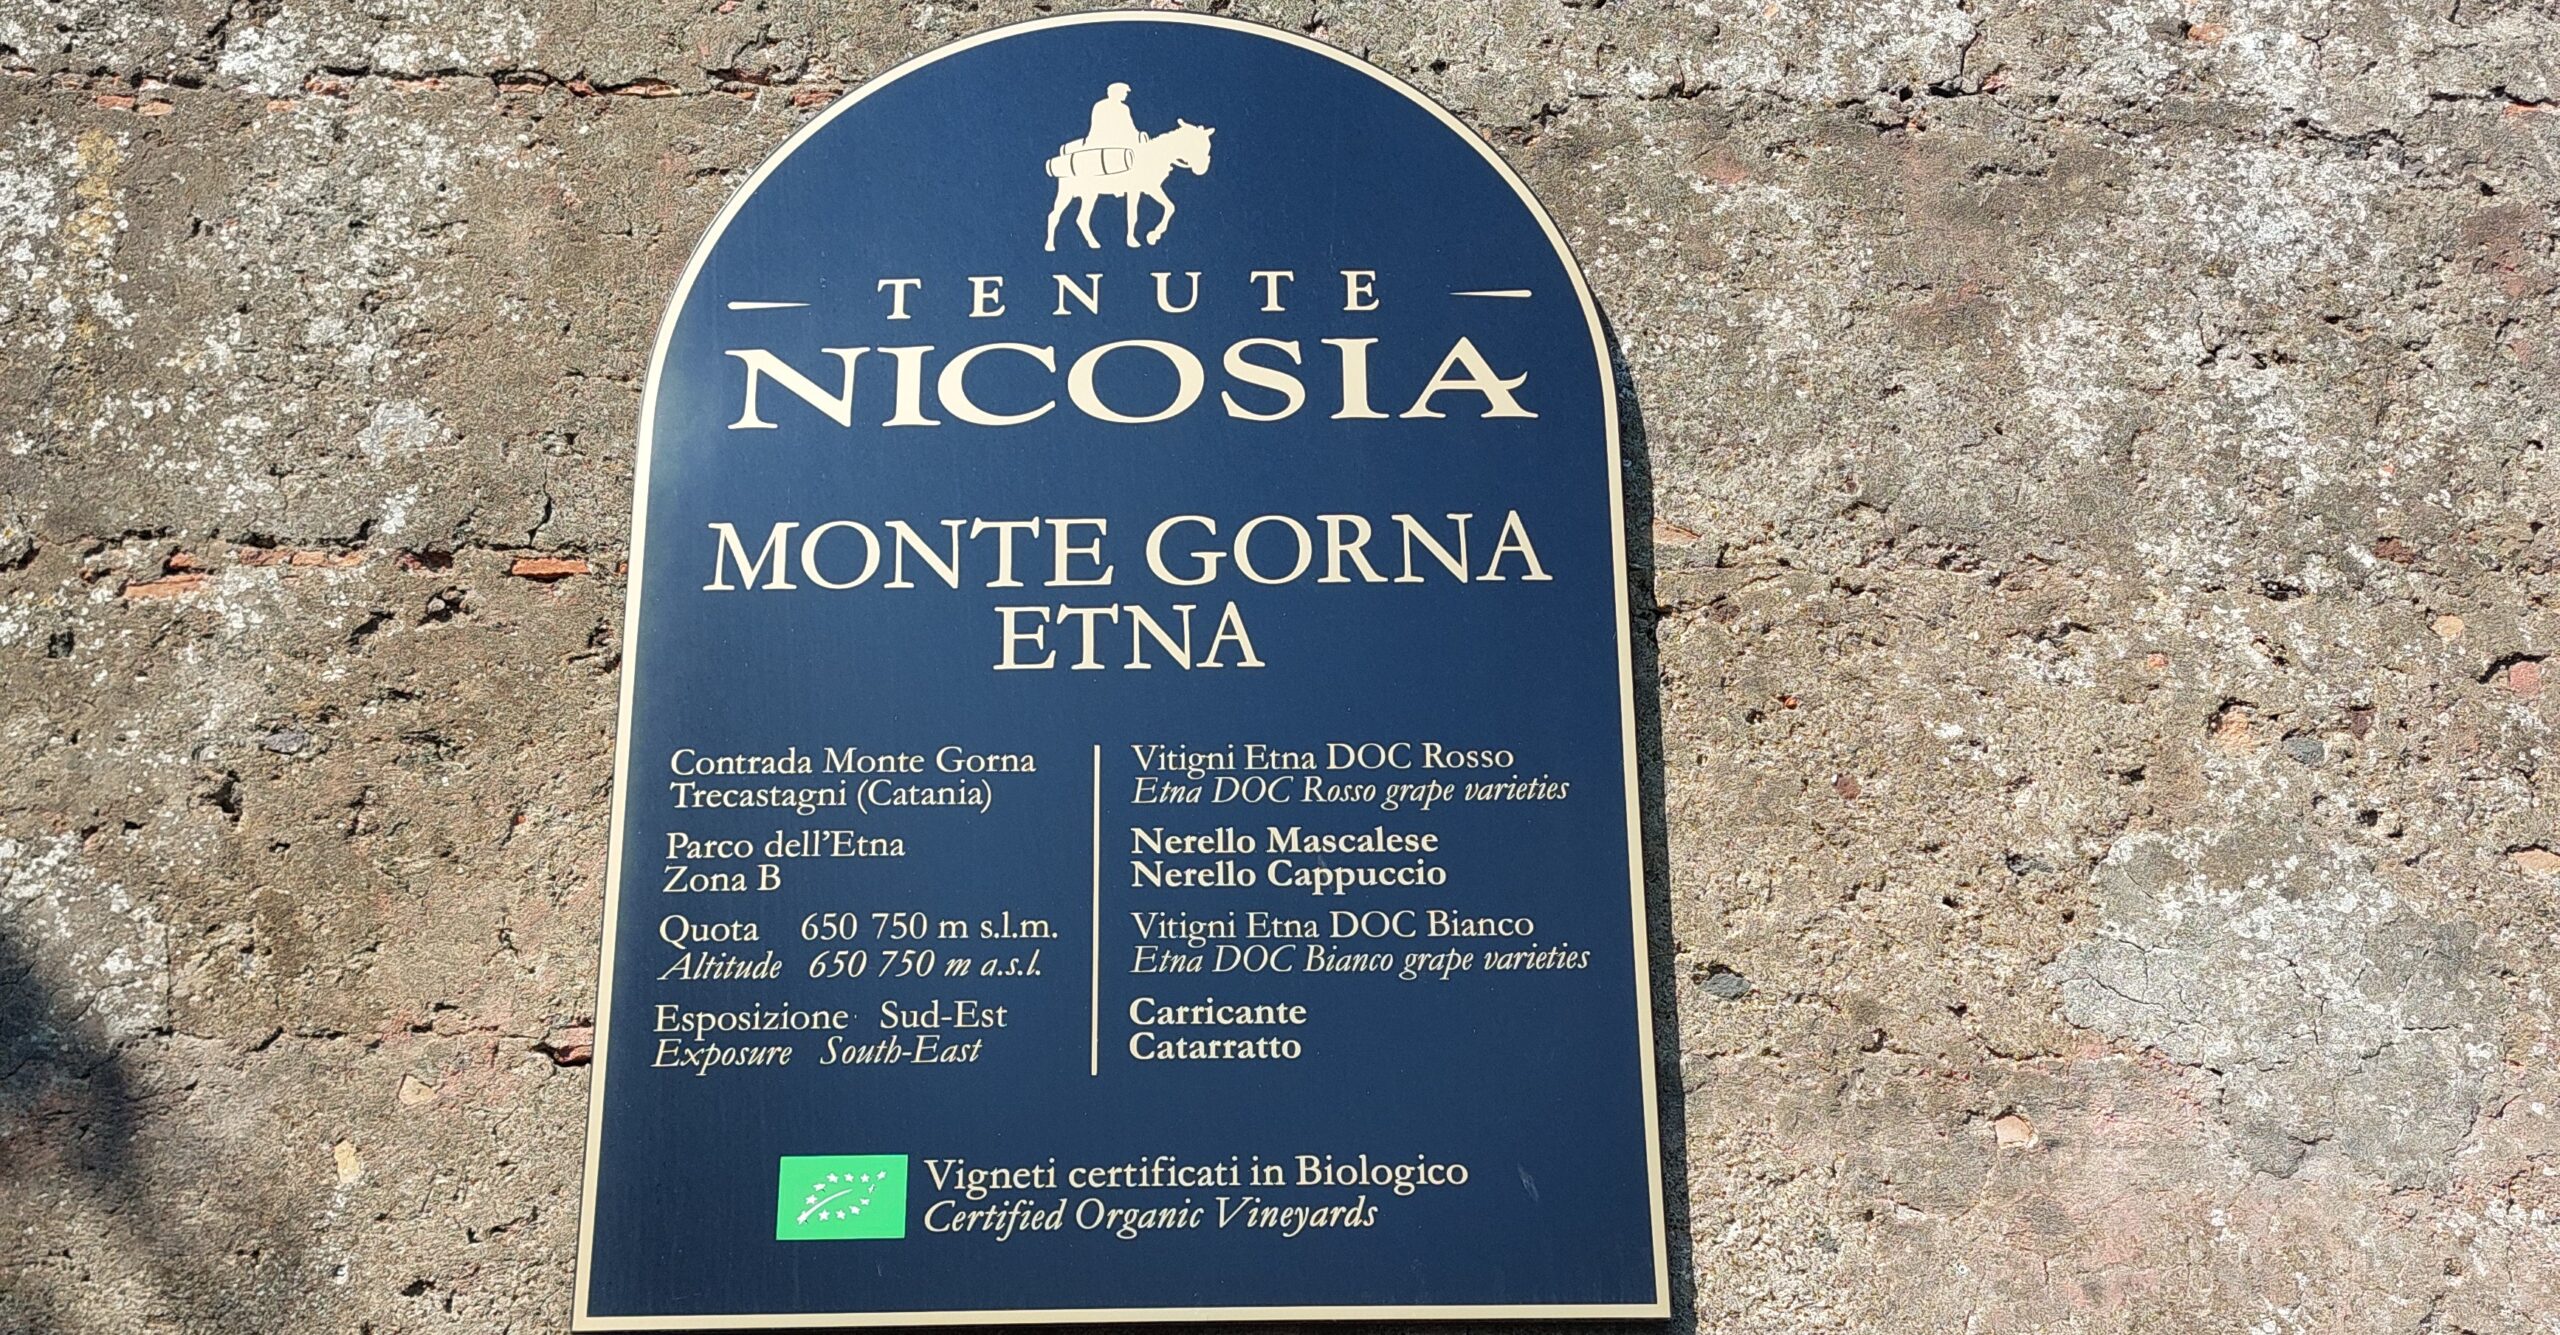 TENUTE
NICOSIA
MONTE GORNA
ETNA
Contrada Monte Gorna
Trecastagni (Catania)
Parco dell'Etna
Zona B
Quota 650 750 m s.l.m.
Altitude 650 750 m a.s.l.
Esposizione Sud-Est
Exposure South-East
Vitigni Etna DOC Rosso
Etna DOC Rosso grape varieties
Nerello Mascalese
Nerello Cappuccio
Vitigni Etna DOC Bianco
Etna DOC Bianco grape varieties
Carricante
Catarratto
Vigneti certificati in Biologico
Certified Organic Vineyards